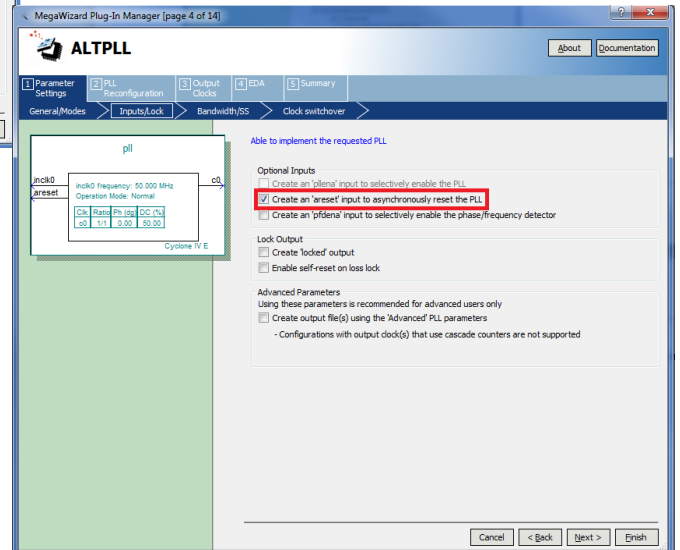 MegaWizard Plug-In Manager [page 4 of 14]
ALTPLL
About
Documentation
1 Parameter Settings
2 PLL Reconfiguration
3 Output Clocks
4 EDA
5 Summary
General/Modes
Inputs/Lock
Bandwidth/SS
Clock switchover
pll
inclk0
areset
c0
inclk0 frequency: 50.000 MHz
Operation Mode: Normal
Clk Ratio Ph (dg) DC (%)
c0 1/1 0.00 50.00
Cyclone IV E
Able to implement the requested PLL
Optional Inputs
Create an 'pllena' input to selectively enable the PLL
Create an 'areset' input to asynchronously reset the PLL
Create an 'pfdena' input to selectively enable the phase/frequency detector
Lock Output
Create 'locked' output
Enable self-reset on loss lock
Advanced Parameters
Using these parameters is recommended for advanced users only
Create output file(s) using the 'Advanced' PLL parameters
- Configurations with output clock(s) that use cascade counters are not supported
Cancel
< Back
Next >
Finish